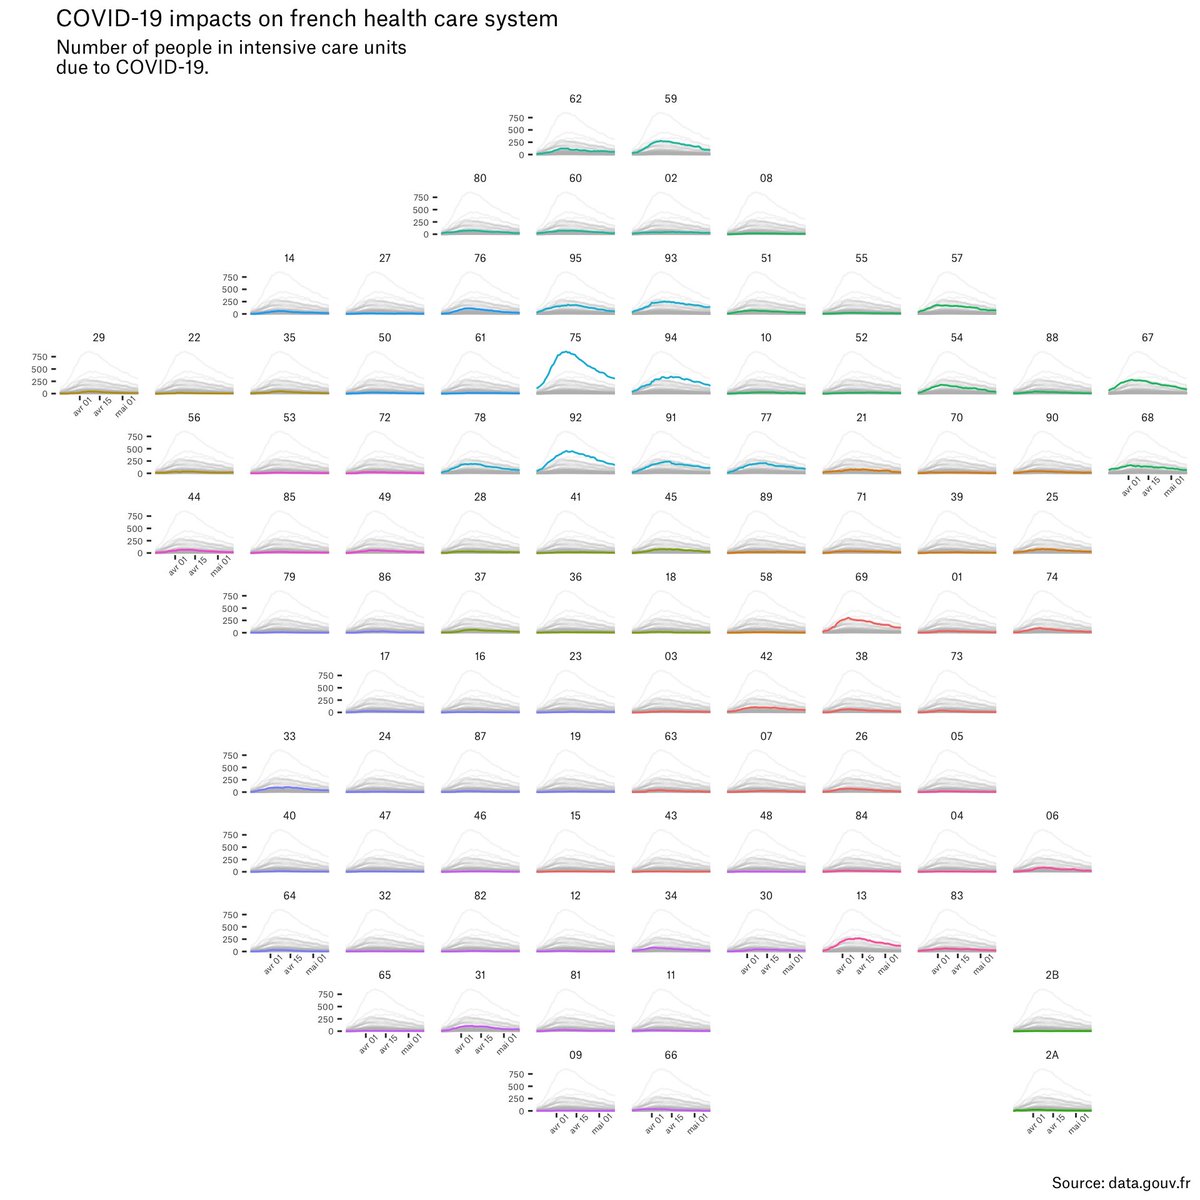 COVID-19 impacts on french health care system
Number of people in intensive care units
due to COVID-19.
62 59
750
500
250
0
80 60 02 08
750
500
250
0
14 27 76 95 93 51 55 57
750
500
250
0
29 22 35 50 61 75 94 10 52 54 88 67
750
500
250
0
avr 01 avr 15 mai 01
56 53 72 78 92 91 77 21 70 90 68
750
500
250
0
avr 01 avr 15 mai 01
44 85 49 28 41 45 89 71 39 25
750
500
250
0
avr 01 avr 15 mai 01
79 86 37 36 18 58 69 01 74
750
500
250
0
17 16 23 03 42 38 73
750
500
250
0
33 24 87 19 63 07 26 05
750
500
250
0
40 47 46 15 43 48 84 04 06
750
500
250
0
64 32 82 12 34 30 13 83
750
500
250
0
avr 01 avr 15 mai 01 avr 01 avr 15 mai 01 avr 01 avr 15 mai 01 avr 01 avr 15 mai 01
65 31 81 11 2B
750 750
500 500
250 250
0 0
avr 01 avr 15 mai 01 avr 01 avr 15 mai 01
09 66 2A
750 750
500 500
250 250
0 0
avr 01 avr 15 mai 01 avr 01 avr 15 mai 01 avr 01 avr 15 mai 01
Source: data.gouv.fr